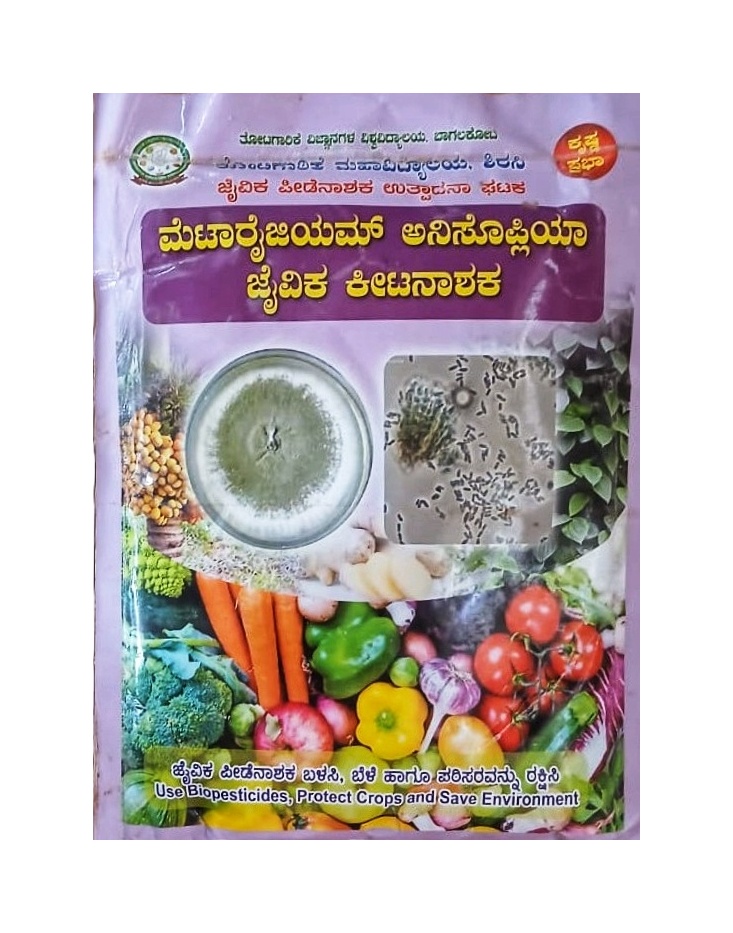 ತೋಟಗಾರಿಕೆ ವಿಜ್ಞಾನಗಳ ವಿಶ್ವವಿದ್ಯಾಲಯ, ಬಾಗಲಕೋಟ
ತೋಟಗಾರಿಕೆ ಮಹಾವಿದ್ಯಾಲಯ, ಶಿರಸಿ
ಜೈವಿಕ ಪೀಡೆನಾಶಕ ಉತ್ಪಾದನಾ ಘಟಕ
ಕೃಷ್ಣ
ಪ್ರಭಾ
ಮೆಟಾರೈಜಿಯಮ್ ಅನಿಸೊಪ್ಲಿಯಾ
ಜೈವಿಕ ಕೀಟನಾಶಕ
ಜೈವಿಕ ಪೀಡೆನಾಶಕ ಬಳಸಿ, ಬೆಳೆ ಹಾಗೂ ಪರಿಸರವನ್ನು ರಕ್ಷಿಸಿ
Use Biopesticides, Protect Crops and Save Environment